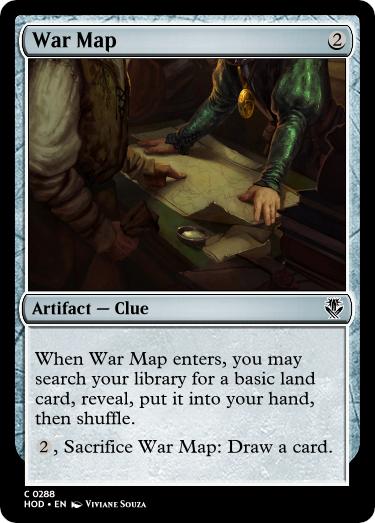 War Map 2
Artifact — Clue
When War Map enters, you may
search your library for a basic land
card, reveal, put it into your hand,
then shuffle.
2 , Sacrifice War Map: Draw a card.
C 0288
HOD • EN Viviane Souza